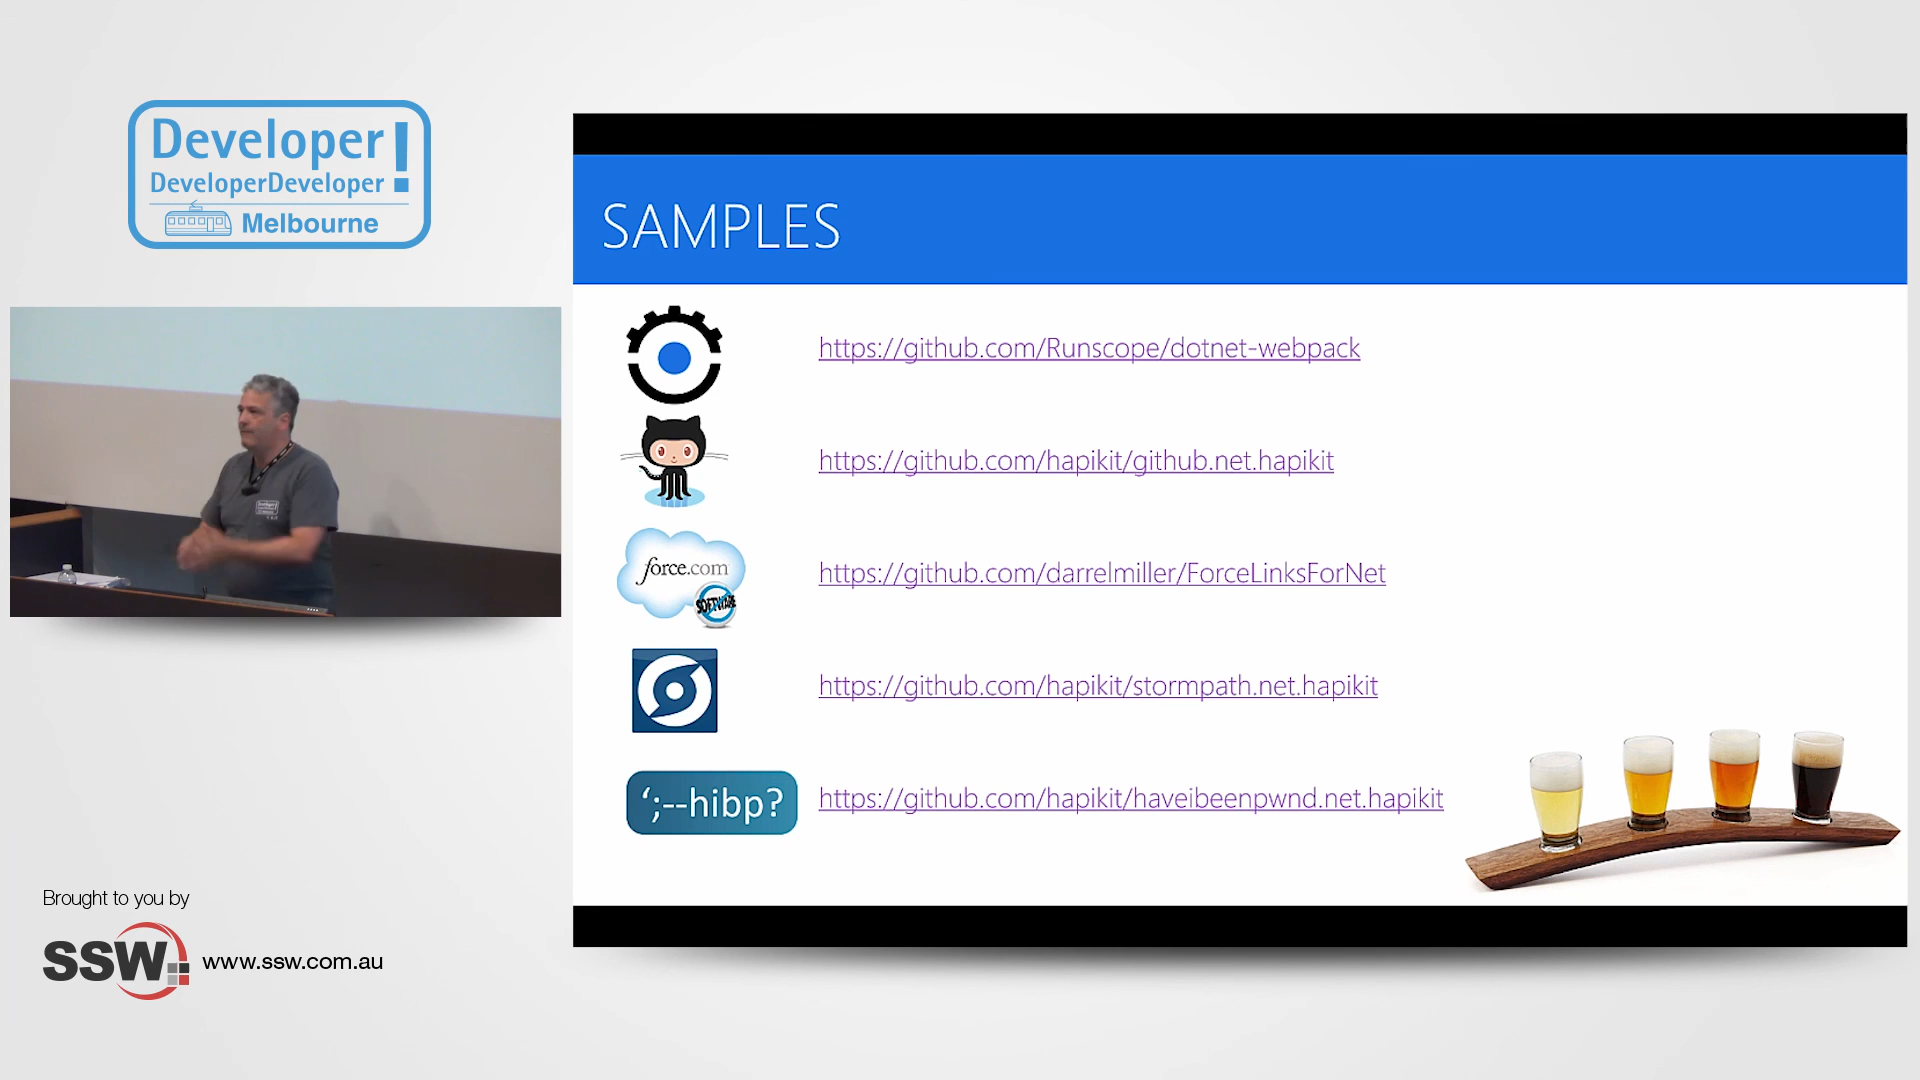 Developer!
DeveloperDeveloper
Melbourne
SAMPLES
https://github.com/Runscope/dotnet-webpack
https://github.com/hapikit/github.net.hapikit
force.com
SOFTWARE
https://github.com/darrelmiller/ForceLinksForNet
https://github.com/hapikit/stormpath.net.hapikit
‘;--hibp?
https://github.com/hapikit/haveibeenpwnd.net.hapikit
Brought to you by
SSW
www.ssw.com.au